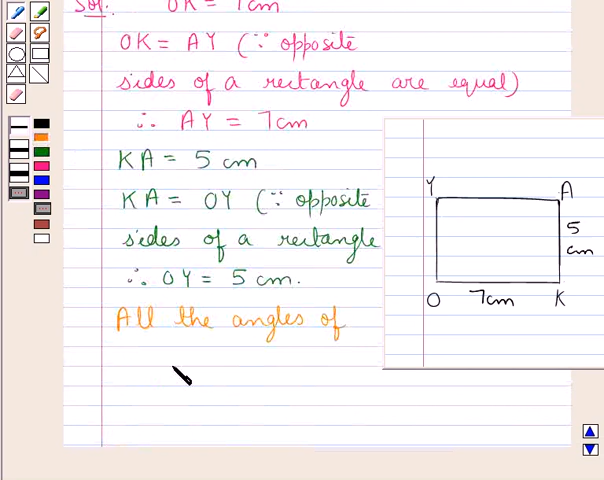 Sol: OK = 7cm
OK = AY (∵ opposite
sides of a rectangle are equal)
∴ AY = 7cm
KA = 5 cm
KA = OY (∵ opposite
sides of a rectangle
∴ OY = 5 cm.
All the angles of
Y A
5
cm
O 7cm K